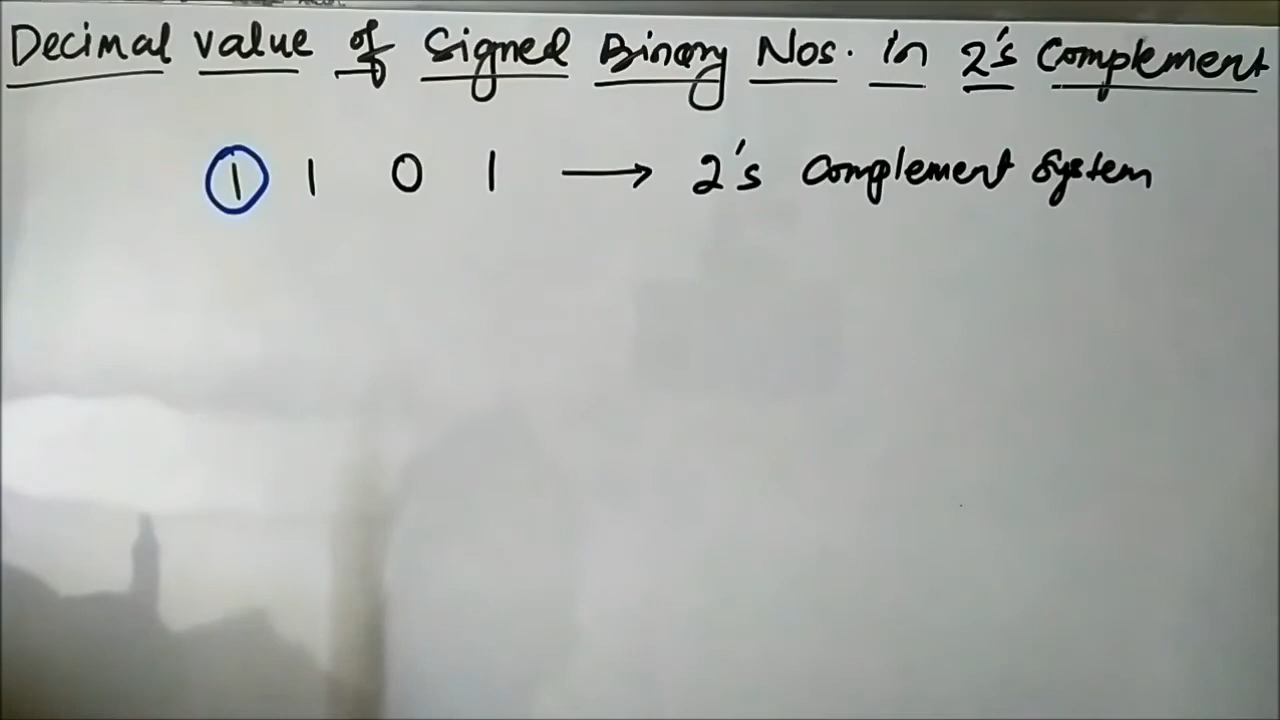 Decimal value of Signed Binary Nos. in 2's Complement
1 1 0 1 → 2's Complement System